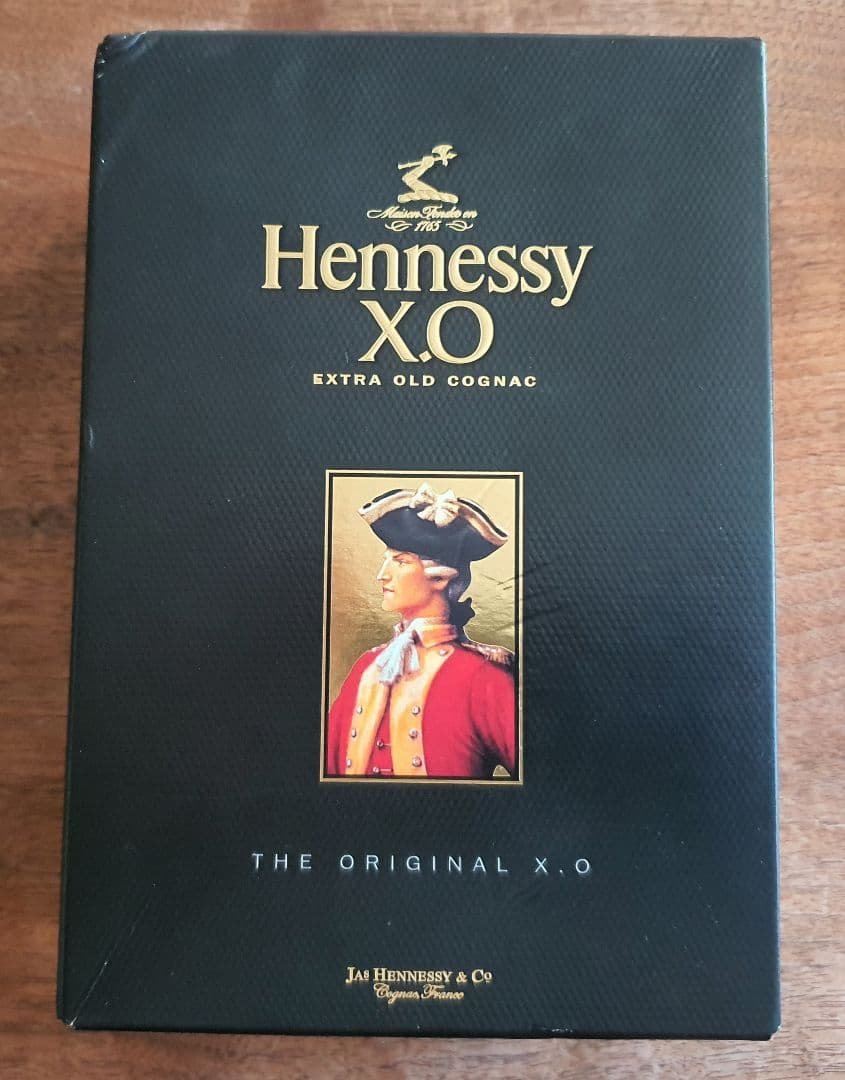 Maison Fondée en
1765
Hennessy
X.O
EXTRA OLD COGNAC
THE ORIGINAL X.O
JAS HENNESSY & CO
Cognac, France